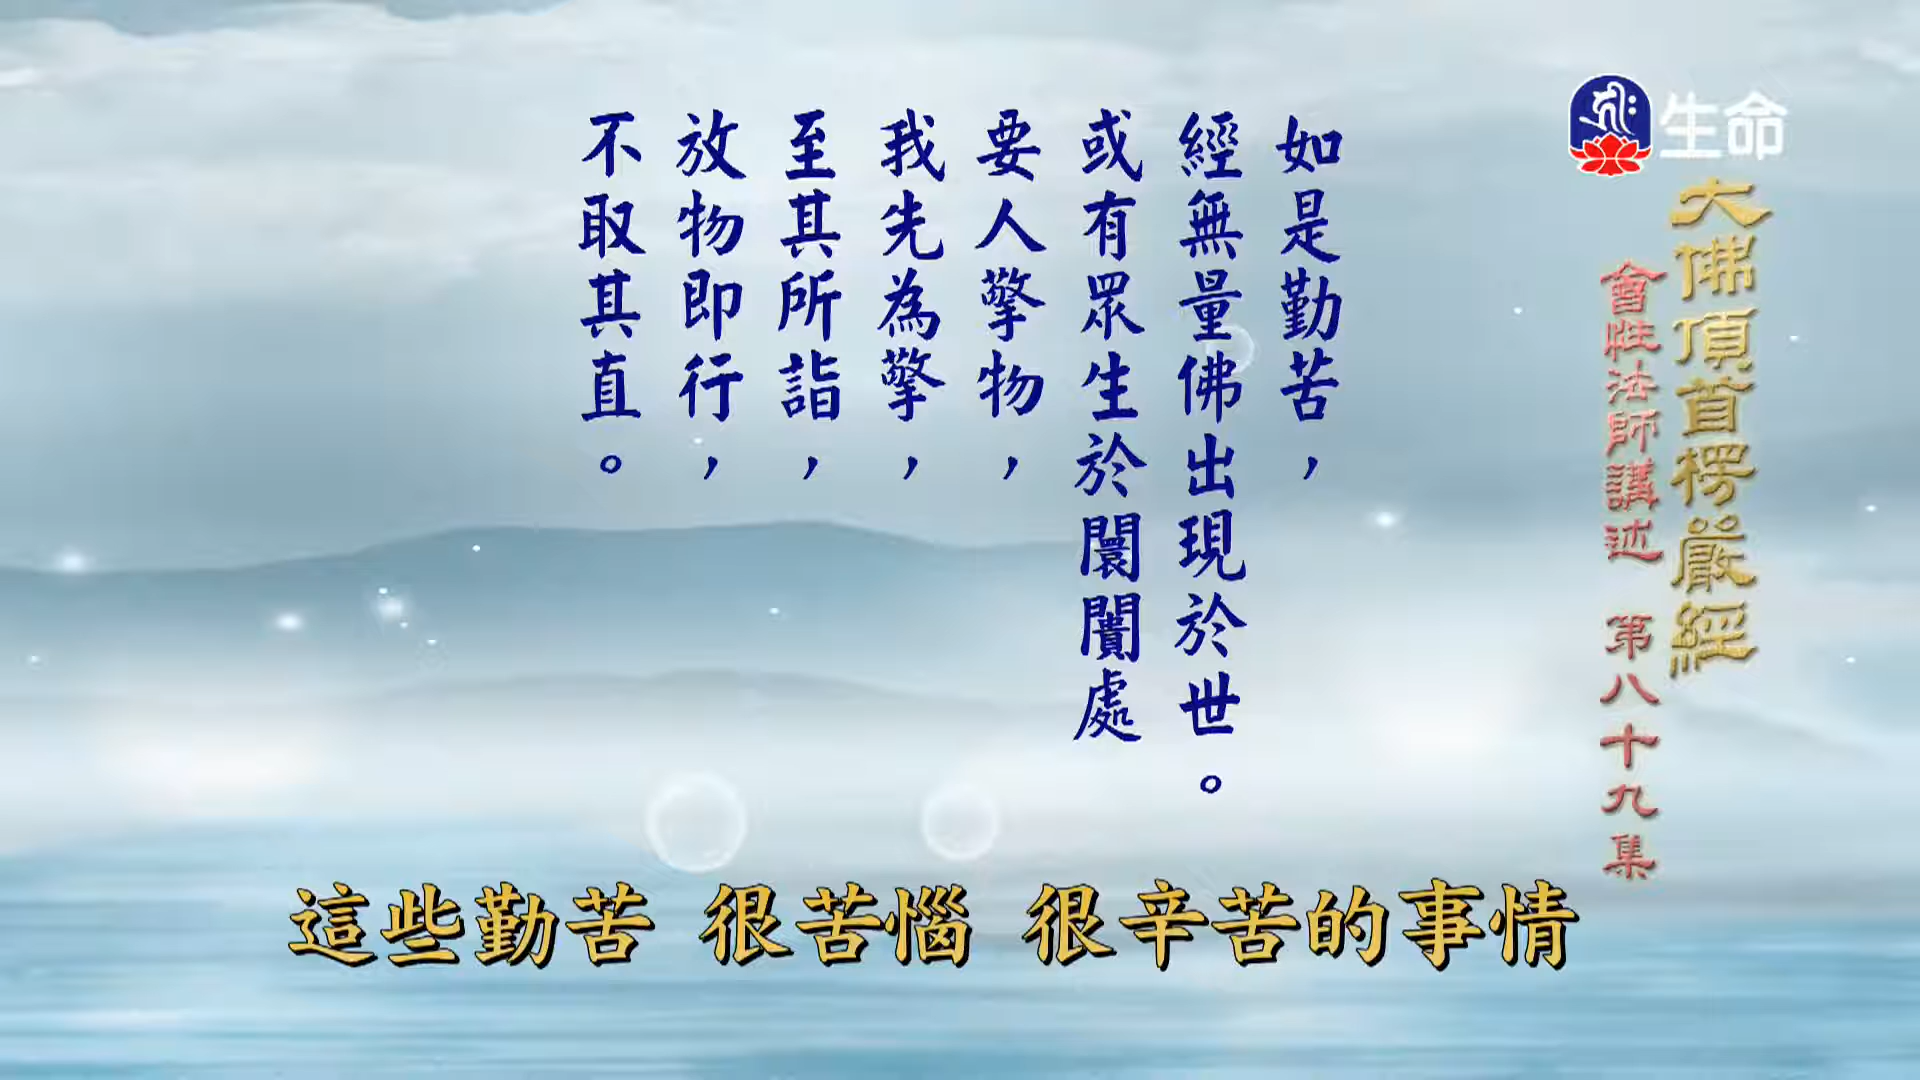 生命
大佛頂首楞嚴經
會性法師講述 第八十九集
如是勤苦，
經無量佛出現於世。
或有眾生於闤闠處
要人擎物，
我先為擎，
至其所詣，
放物即行，
不取其直。
這些勤苦 很苦惱 很辛苦的事情